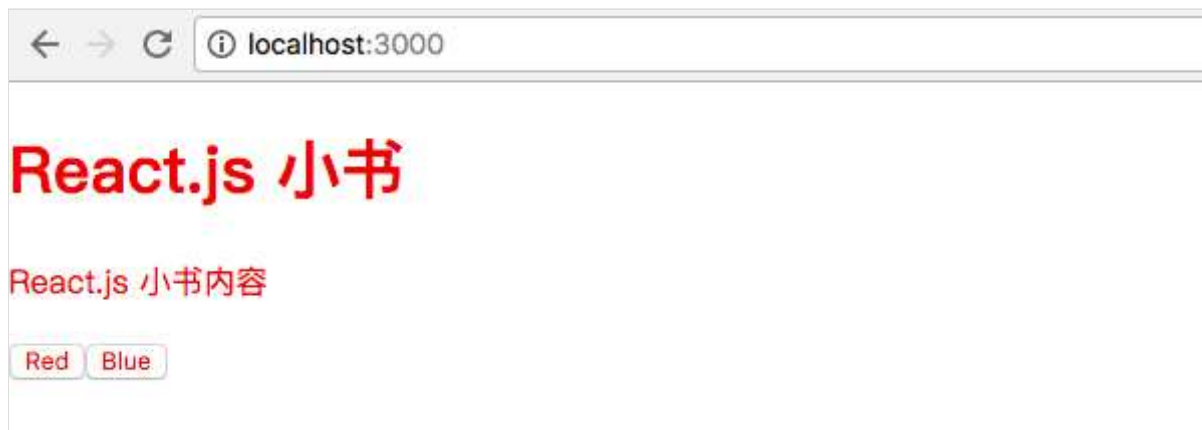 localhost:3000
React.js 小书
React.js 小书内容
Red Blue